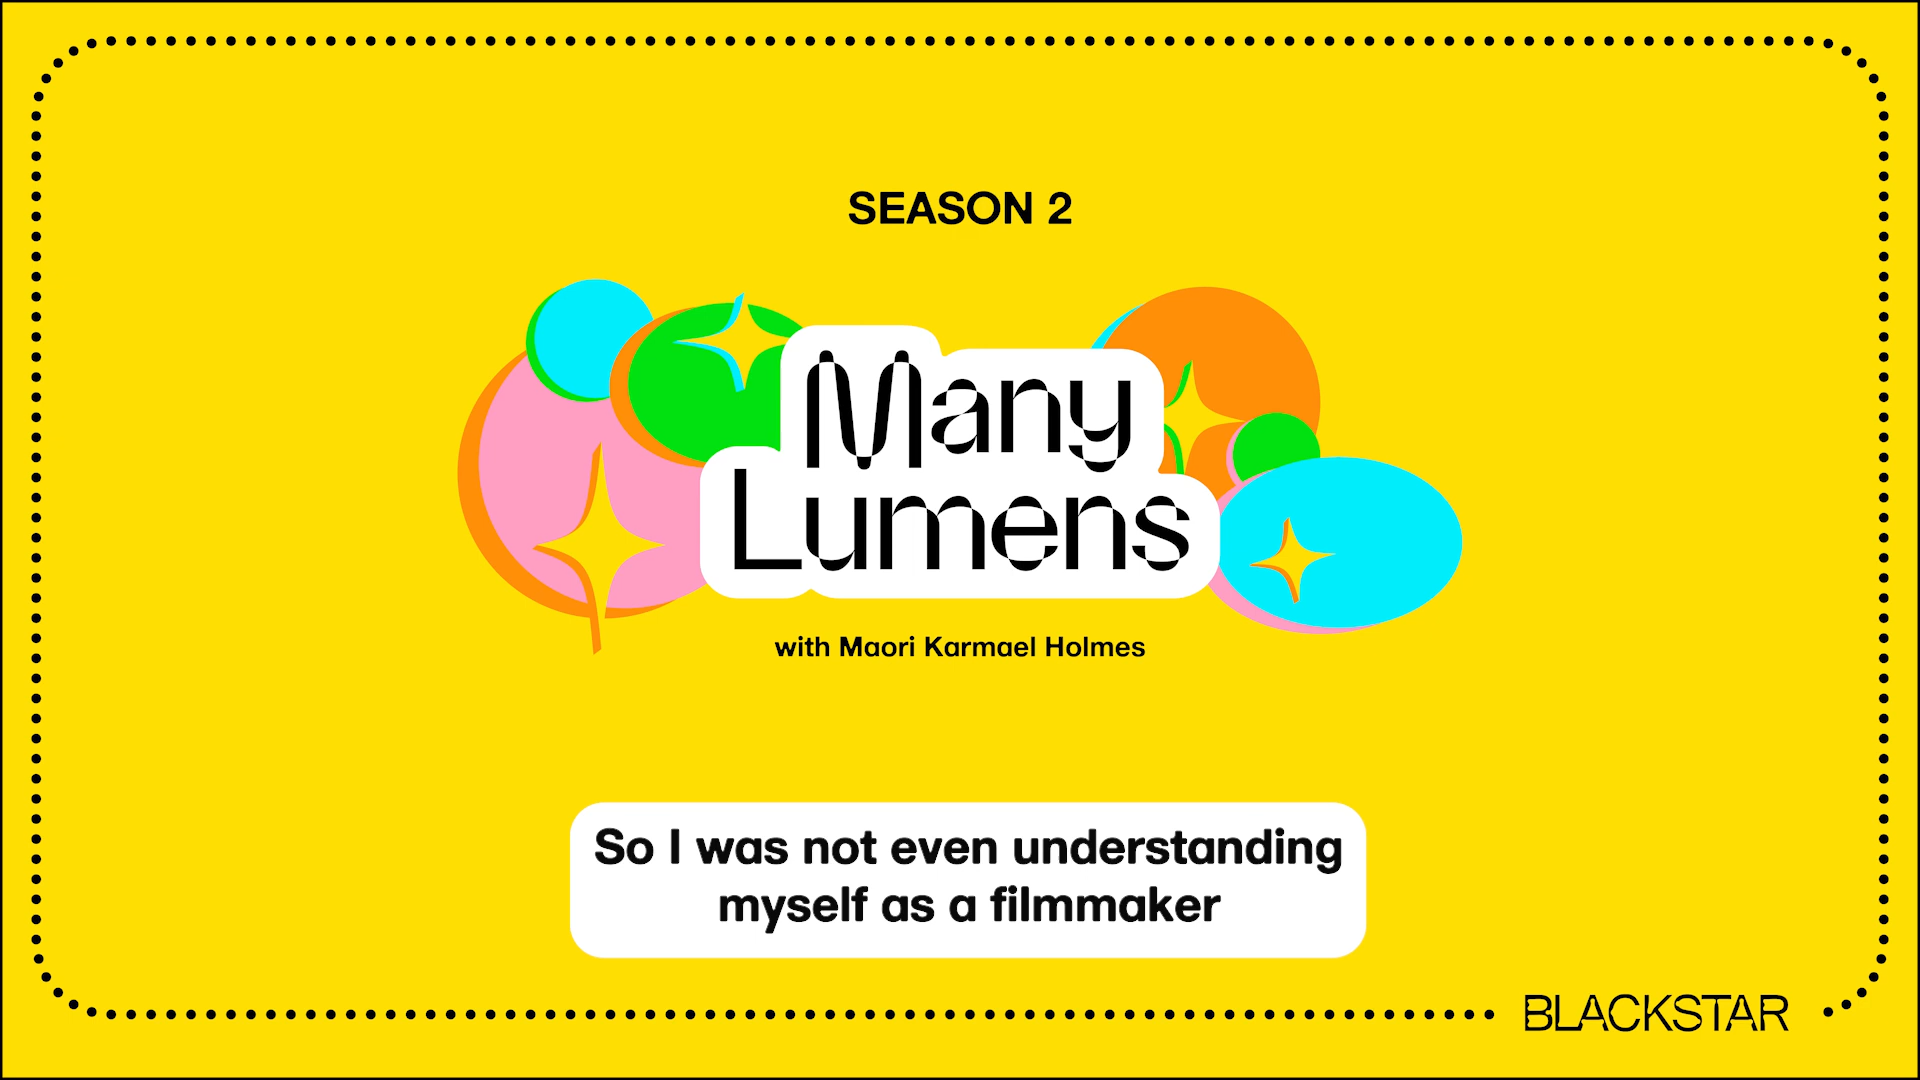 SEASON 2
Many
Lumens
with Maori Karmael Holmes
So I was not even understanding
myself as a filmmaker
BLACKSTAR